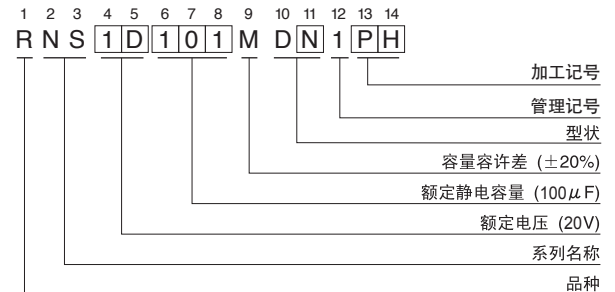 1 2 3 4 5 6 7 8 9 10 11 12 13 14
R N S 1 D 1 0 1 M D N 1 P H
加工记号
管理记号
型状
容量容许差 (±20%)
额定静电容量 (100μF)
额定电压 (20V)
系列名称
品种